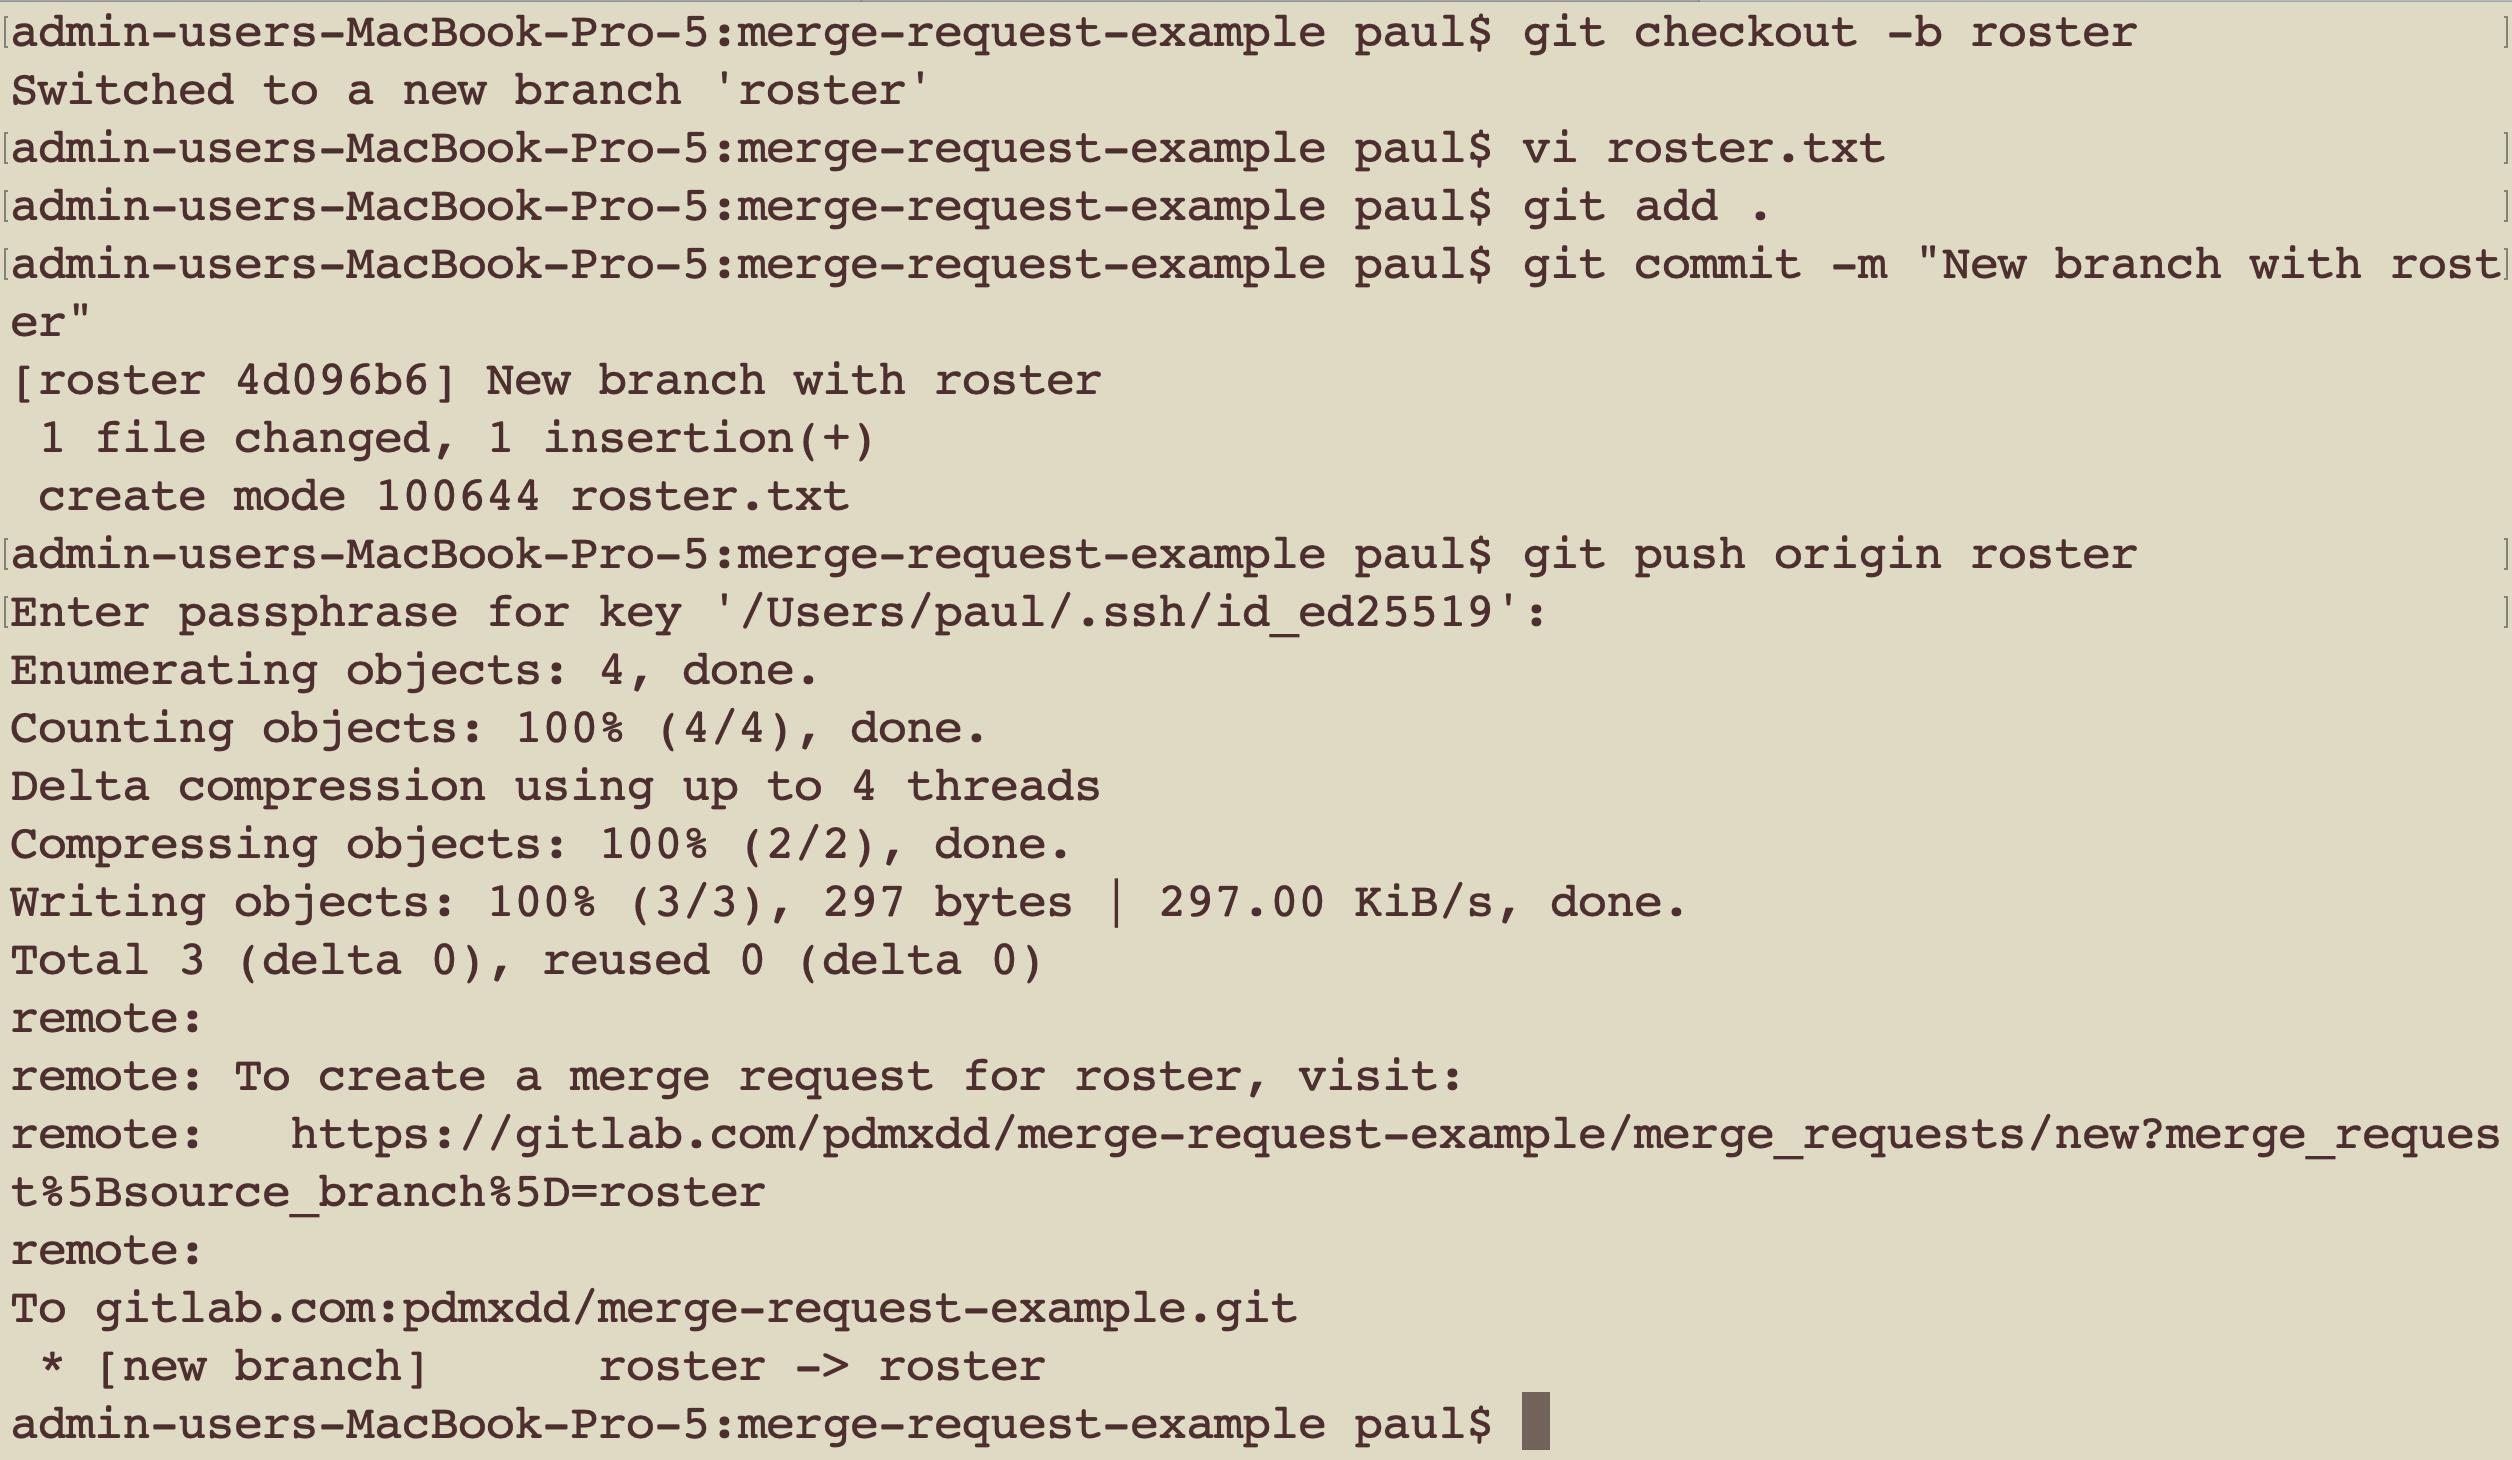 [admin-users-MacBook-Pro-5:merge-request-example paul$ git checkout -b roster ]
Switched to a new branch 'roster'
[admin-users-MacBook-Pro-5:merge-request-example paul$ vi roster.txt ]
[admin-users-MacBook-Pro-5:merge-request-example paul$ git add . ]
[admin-users-MacBook-Pro-5:merge-request-example paul$ git commit -m "New branch with rost]
er"
[roster 4d096b6] New branch with roster
 1 file changed, 1 insertion(+)
 create mode 100644 roster.txt
[admin-users-MacBook-Pro-5:merge-request-example paul$ git push origin roster ]
[Enter passphrase for key '/Users/paul/.ssh/id_ed25519': ]
Enumerating objects: 4, done.
Counting objects: 100% (4/4), done.
Delta compression using up to 4 threads
Compressing objects: 100% (2/2), done.
Writing objects: 100% (3/3), 297 bytes | 297.00 KiB/s, done.
Total 3 (delta 0), reused 0 (delta 0)
remote:
remote: To create a merge request for roster, visit:
remote:   https://gitlab.com/pdmxdd/merge-request-example/merge_requests/new?merge_reques
t%5Bsource_branch%5D=roster
remote:
To gitlab.com:pdmxdd/merge-request-example.git
 * [new branch]      roster -> roster
admin-users-MacBook-Pro-5:merge-request-example paul$